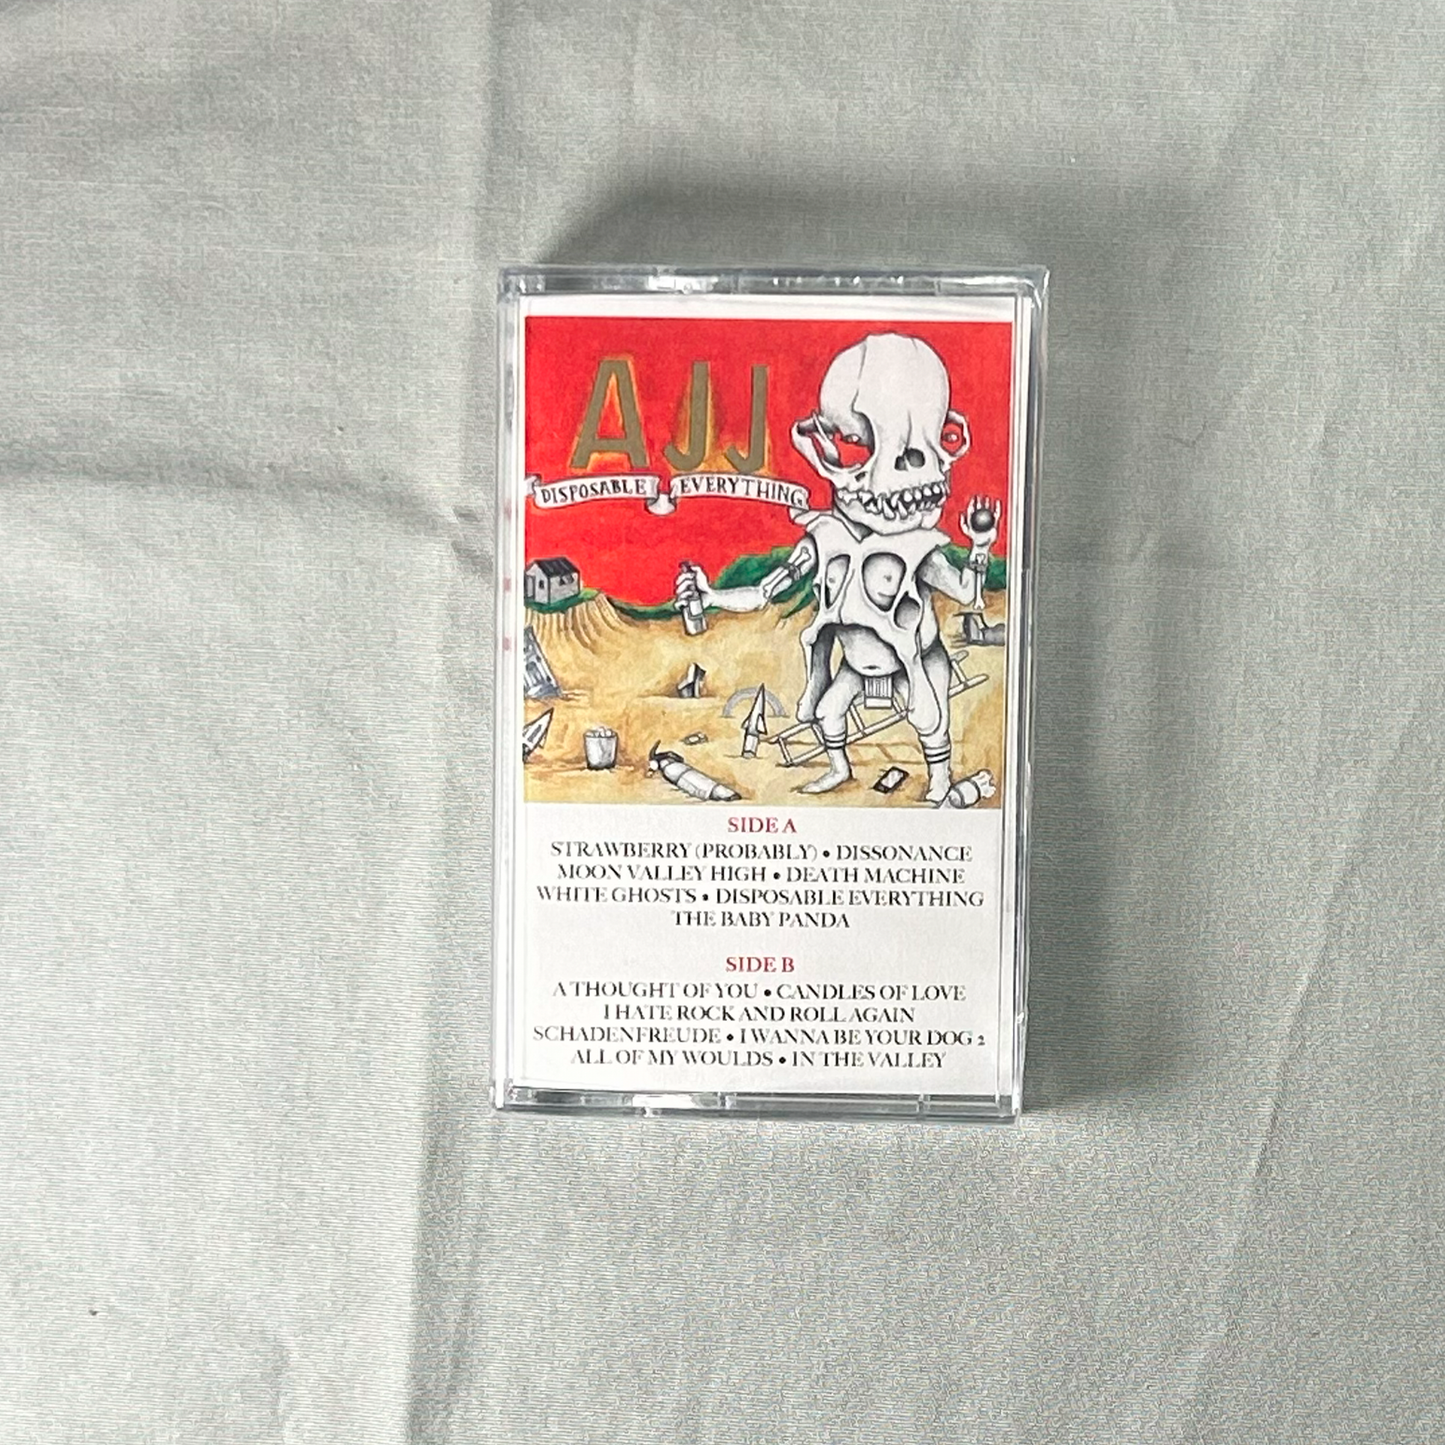 AJJ
DISPOSABLE EVERYTHING
SIDE A
STRAWBERRY (PROBABLY) • DISSONANCE
MOON VALLEY HIGH • DEATH MACHINE
WHITE GHOSTS • DISPOSABLE EVERYTHING
THE BABY PANDA
SIDE B
A THOUGHT OF YOU • CANDLES OF LOVE
I HATE ROCK AND ROLL AGAIN
SCHADENFREUDE • I WANNA BE YOUR DOG 2
ALL OF MY WOULDS • IN THE VALLEY